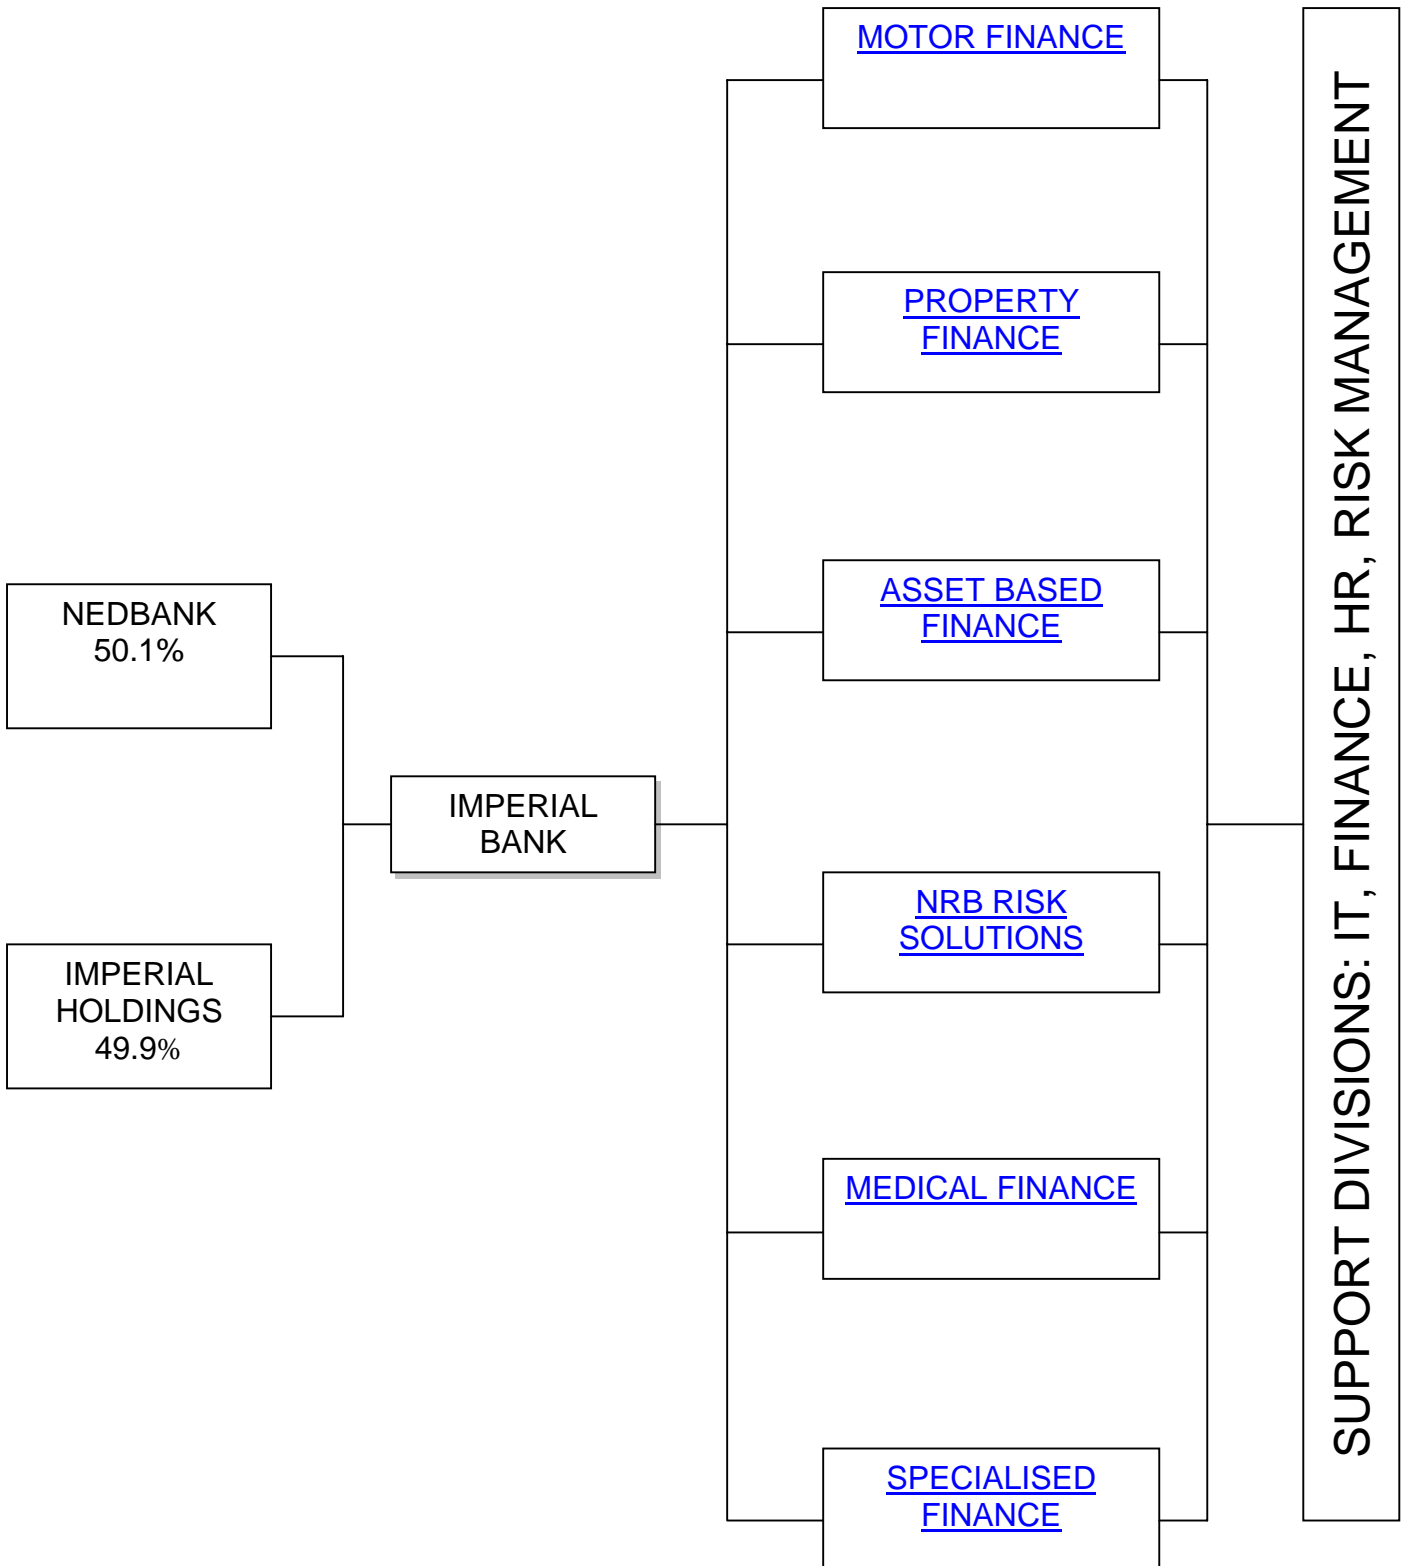 MOTOR FINANCE
PROPERTY
FINANCE
ASSET BASED
FINANCE
NEDBANK
50.1%
IMPERIAL
BANK
NRB RISK
SOLUTIONS
IMPERIAL
HOLDINGS
49.9%
MEDICAL FINANCE
SPECIALISED
FINANCE
SUPPORT DIVISIONS: IT, FINANCE, HR, RISK MANAGEMENT